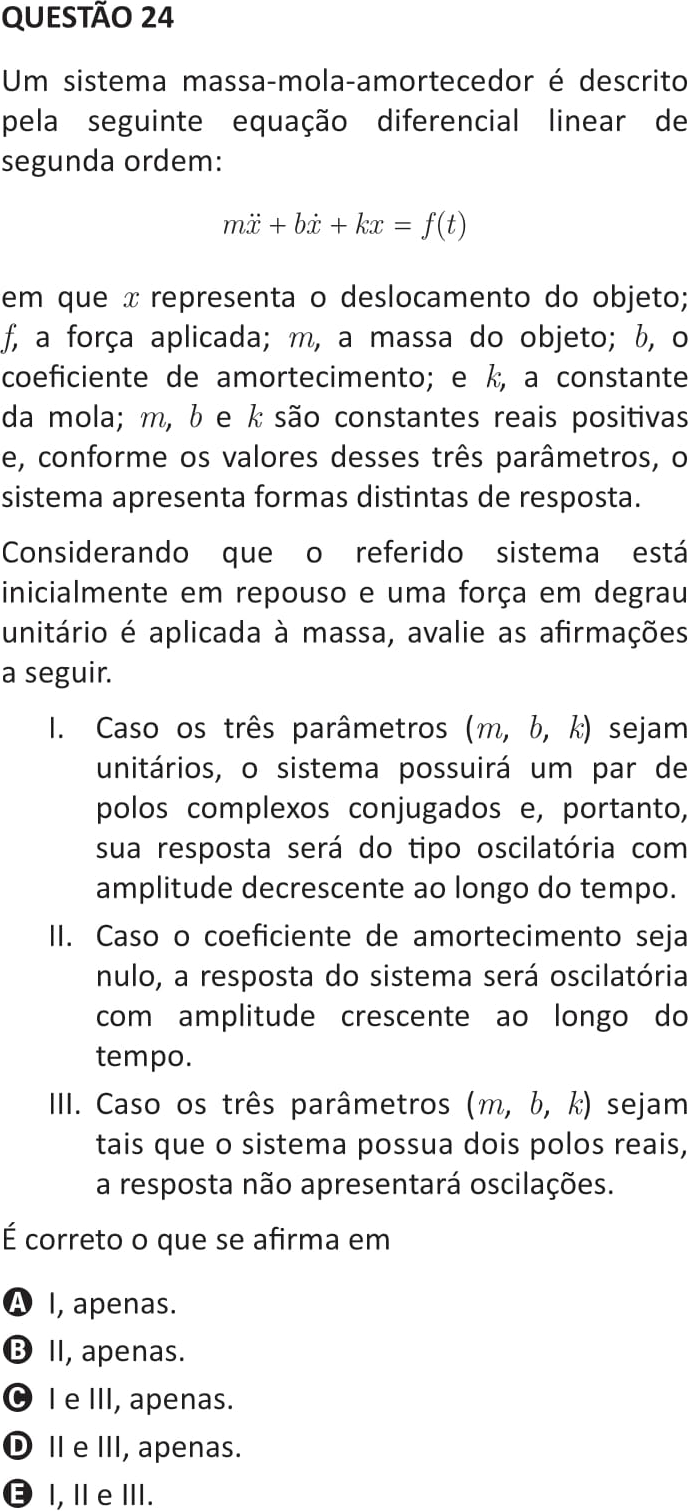 QUESTÃO 24
Um sistema massa-mola-amortecedor é descrito
pela seguinte equação diferencial linear de
segunda ordem:
mẍ + bẋ + kx = f(t)
em que x representa o deslocamento do objeto;
f, a força aplicada; m, a massa do objeto; b, o
coeficiente de amortecimento; e k, a constante
da mola; m, b e k são constantes reais positivas
e, conforme os valores desses três parâmetros, o
sistema apresenta formas distintas de resposta.
Considerando que o referido sistema está
inicialmente em repouso e uma força em degrau
unitário é aplicada à massa, avalie as afirmações
a seguir.
I. Caso os três parâmetros (m, b, k) sejam
unitários, o sistema possuirá um par de
polos complexos conjugados e, portanto,
sua resposta será do tipo oscilatória com
amplitude decrescente ao longo do tempo.
II. Caso o coeficiente de amortecimento seja
nulo, a resposta do sistema será oscilatória
com amplitude crescente ao longo do
tempo.
III. Caso os três parâmetros (m, b, k) sejam
tais que o sistema possua dois polos reais,
a resposta não apresentará oscilações.
É correto o que se afirma em
A I, apenas.
B II, apenas.
C I e III, apenas.
D II e III, apenas.
E I, II e III.